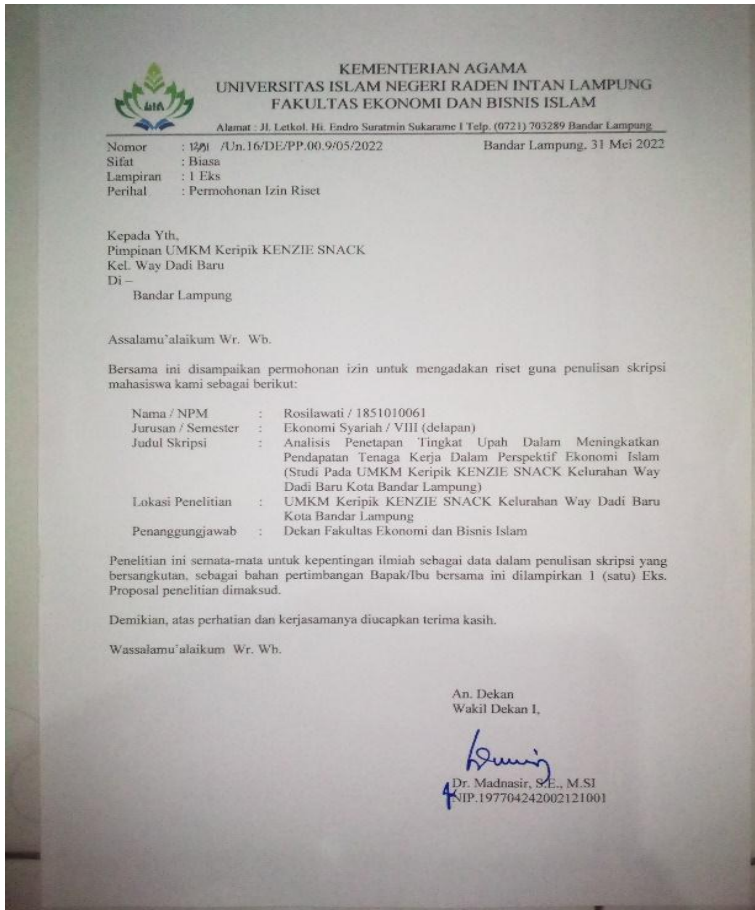 KEMENTERIAN AGAMA
UNIVERSITAS ISLAM NEGERI RADEN INTAN LAMPUNG
FAKULTAS EKONOMI DAN BISNIS ISLAM
Alamat : Jl. Letkol. Hi. Endro Suratmin Sukarame I Telp. (0721) 703289 Bandar Lampung
Nomor : /Un.16/DE/PP.00.9/05/2022 Bandar Lampung, 31 Mei 2022
Sifat : Biasa
Lampiran : 1 Eks
Perihal : Permohonan Izin Riset
Kepada Yth,
Pimpinan UMKM Keripik KENZIE SNACK
Kel. Way Dadi Baru
Di –
Bandar Lampung
Assalamu'alaikum Wr. Wb.
Bersama ini disampaikan permohonan izin untuk mengadakan riset guna penulisan skripsi
mahasiswa kami sebagai berikut:
Nama / NPM : Rosilawati / 1851010061
Jurusan / Semester : Ekonomi Syariah / VIII (delapan)
Judul Skripsi : Analisis Penetapan Tingkat Upah Dalam Meningkatkan
Pendapatan Tenaga Kerja Dalam Perspektif Ekonomi Islam
(Studi Pada UMKM Keripik KENZIE SNACK Kelurahan Way
Dadi Baru Kota Bandar Lampung)
Lokasi Penelitian : UMKM Keripik KENZIE SNACK Kelurahan Way Dadi Baru
Kota Bandar Lampung
Penanggungjawab : Dekan Fakultas Ekonomi dan Bisnis Islam
Penelitian ini semata-mata untuk kepentingan ilmiah sebagai data dalam penulisan skripsi yang
bersangkutan, sebagai bahan pertimbangan Bapak/Ibu bersama ini dilampirkan 1 (satu) Eks.
Proposal penelitian dimaksud.
Demikian, atas perhatian dan kerjasamanya diucapkan terima kasih.
Wassalamu'alaikum Wr. Wb.
An. Dekan
Wakil Dekan I,
Dr. Madnasir, S.E., M.SI
NIP.197704242002121001